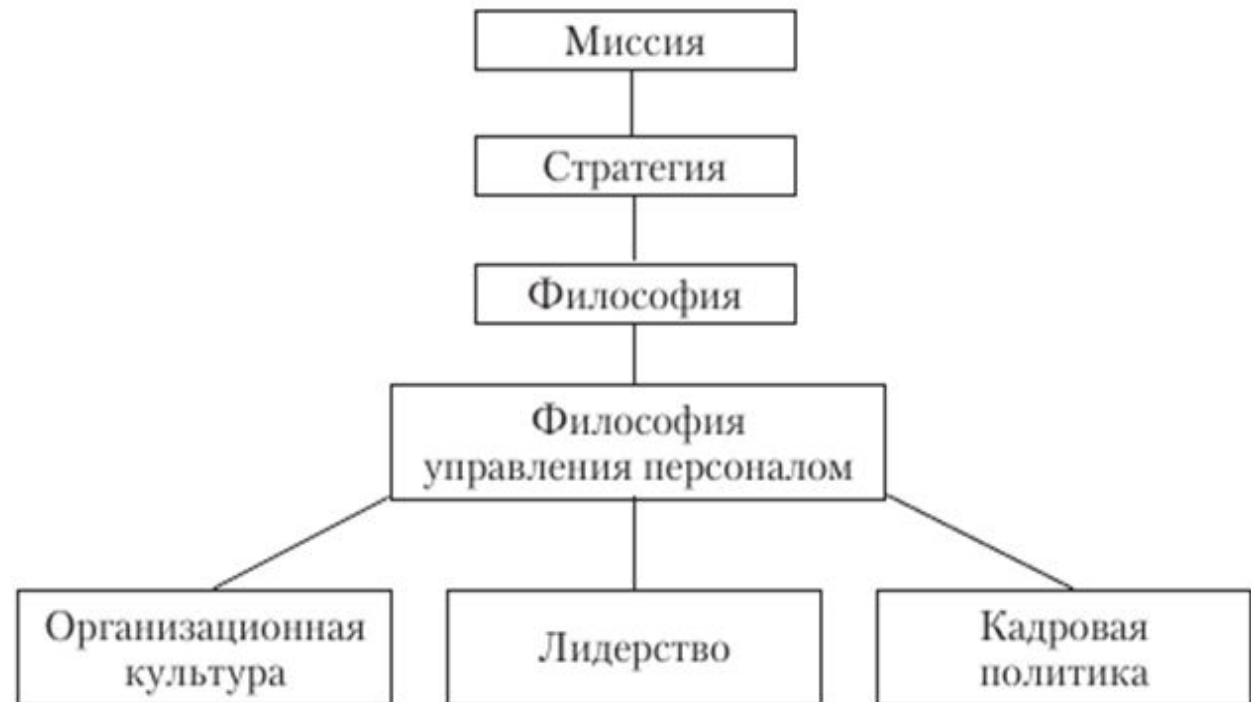 Миссия
Стратегия
Философия
Философия
управления персоналом
Организационная
культура
Лидерство
Кадровая
политика